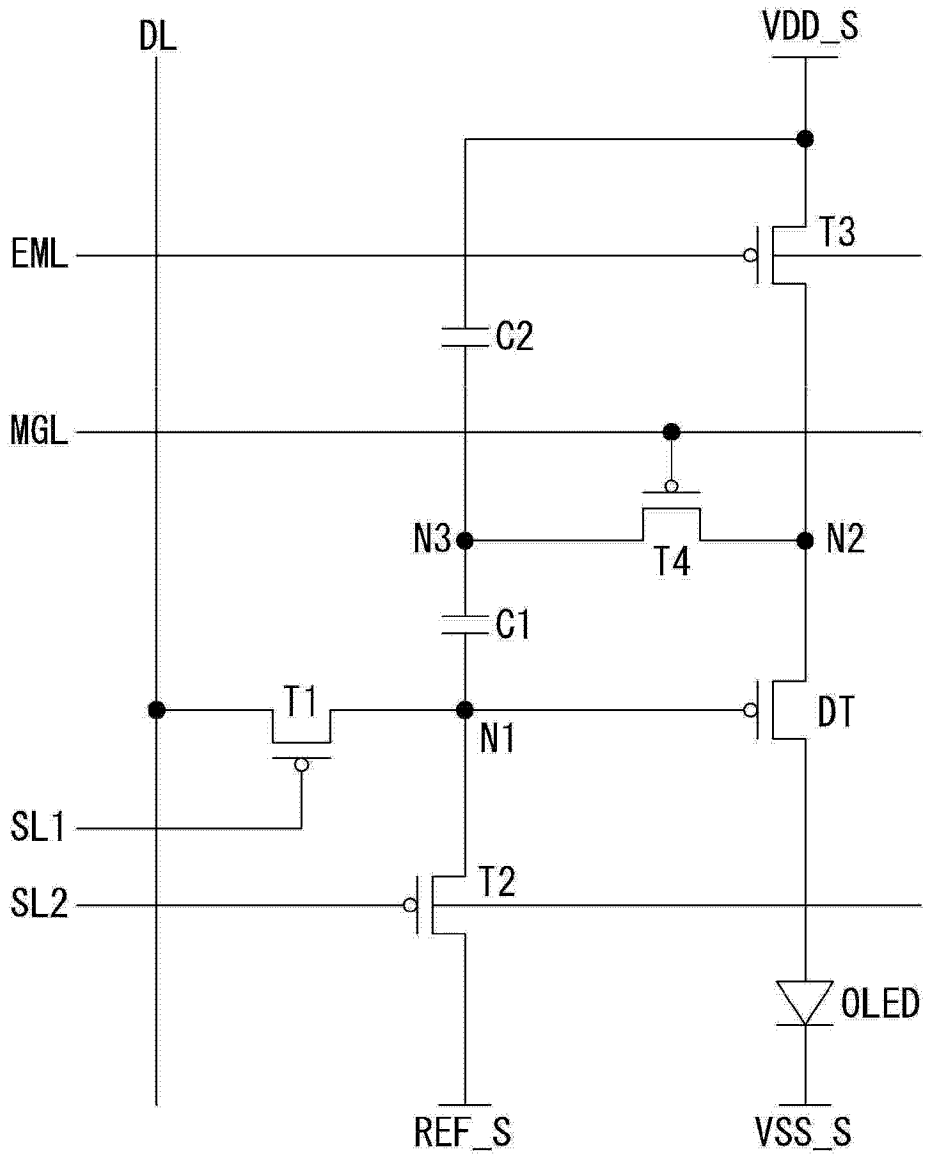 DL
VDD_S
EML
T3
C2
MGL
N3
T4
N2
C1
T1
N1
DT
SL1
SL2
T2
OLED
REF_S
VSS_S